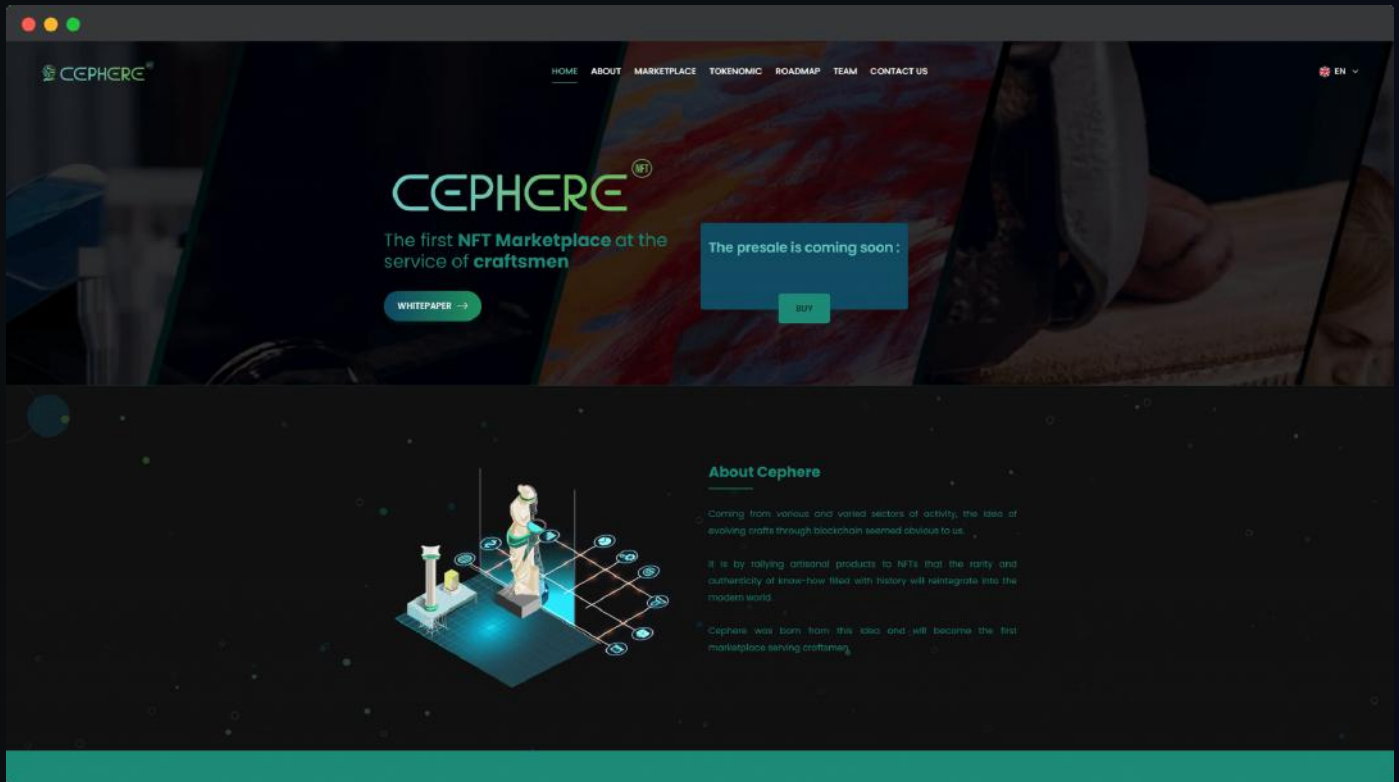 CEPHERE
HOME ABOUT MARKETPLACE TOKENOMIC ROADMAP TEAM CONTACT US
EN
CEPHERE NFT
The first NFT Marketplace at the
service of craftsmen
WHITEPAPER
The presale is coming soon :
BUY
About Cephere
Coming from various and varied sectors of activity, the idea of
evolving crafts through blockchain seemed obvious to us.
It is by rallying artisanal products to NFTs that the rarity and
authenticity of know-how filled with history will reintegrate into the
modern world.
Cephere was born from this idea and will become the first
marketplace serving craftsmen.